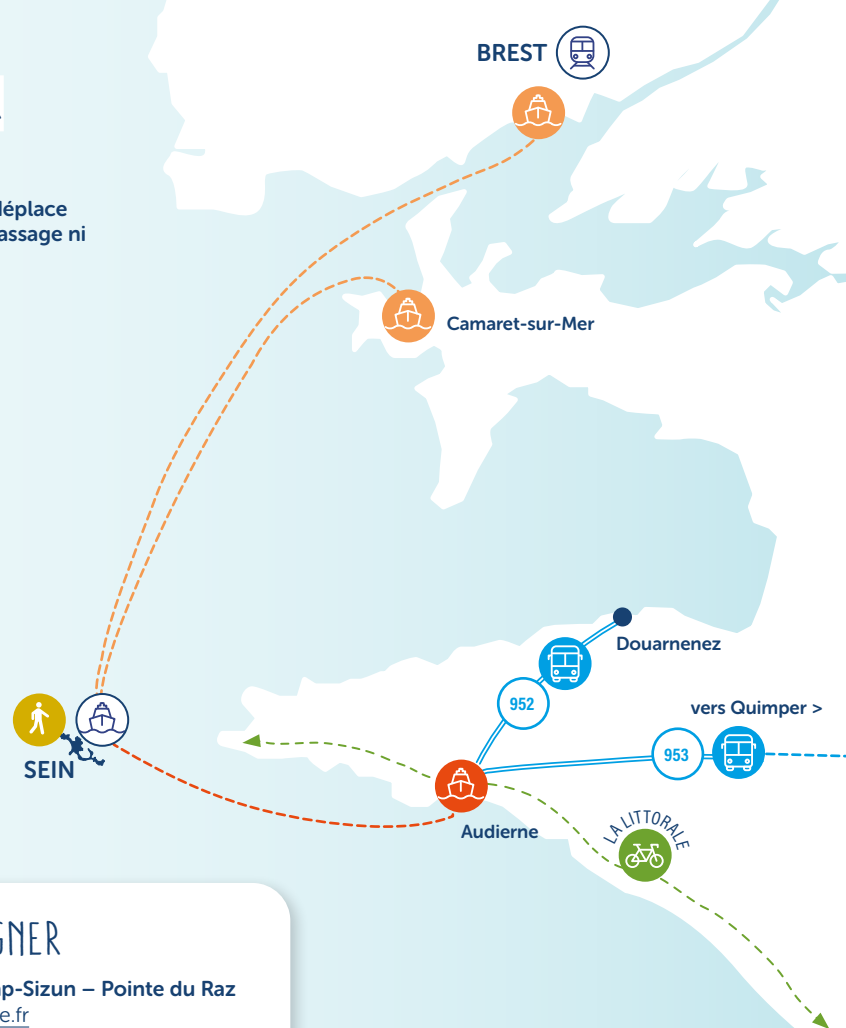 BREST
déplace
assage ni
Camaret-sur-Mer
Douarnenez
952
vers Quimper >
953
SEIN
Audierne
LA LITTORALE
GNER
p-Sizun – Pointe du Raz
e.fr